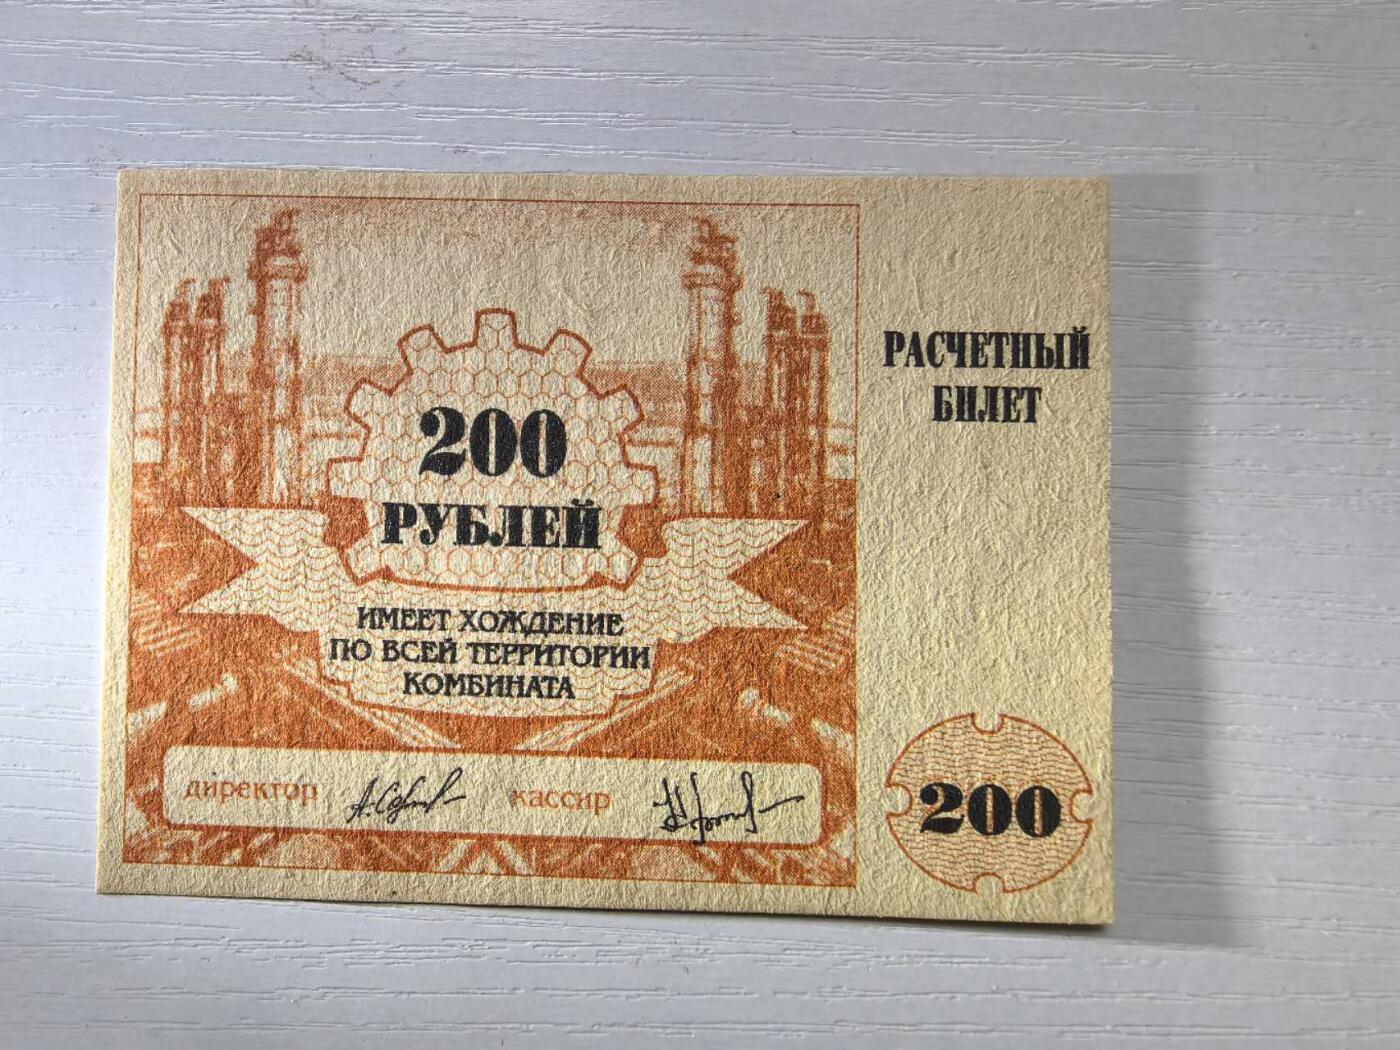 200
РУБЛЕЙ
ИМЕЕТ ХОЖДЕНИЕ
ПО ВСЕЙ ТЕРРИТОРИИ
КОМБИНАТА
директор кассир
РАСЧЕТНЫЙ
БИЛЕТ
200